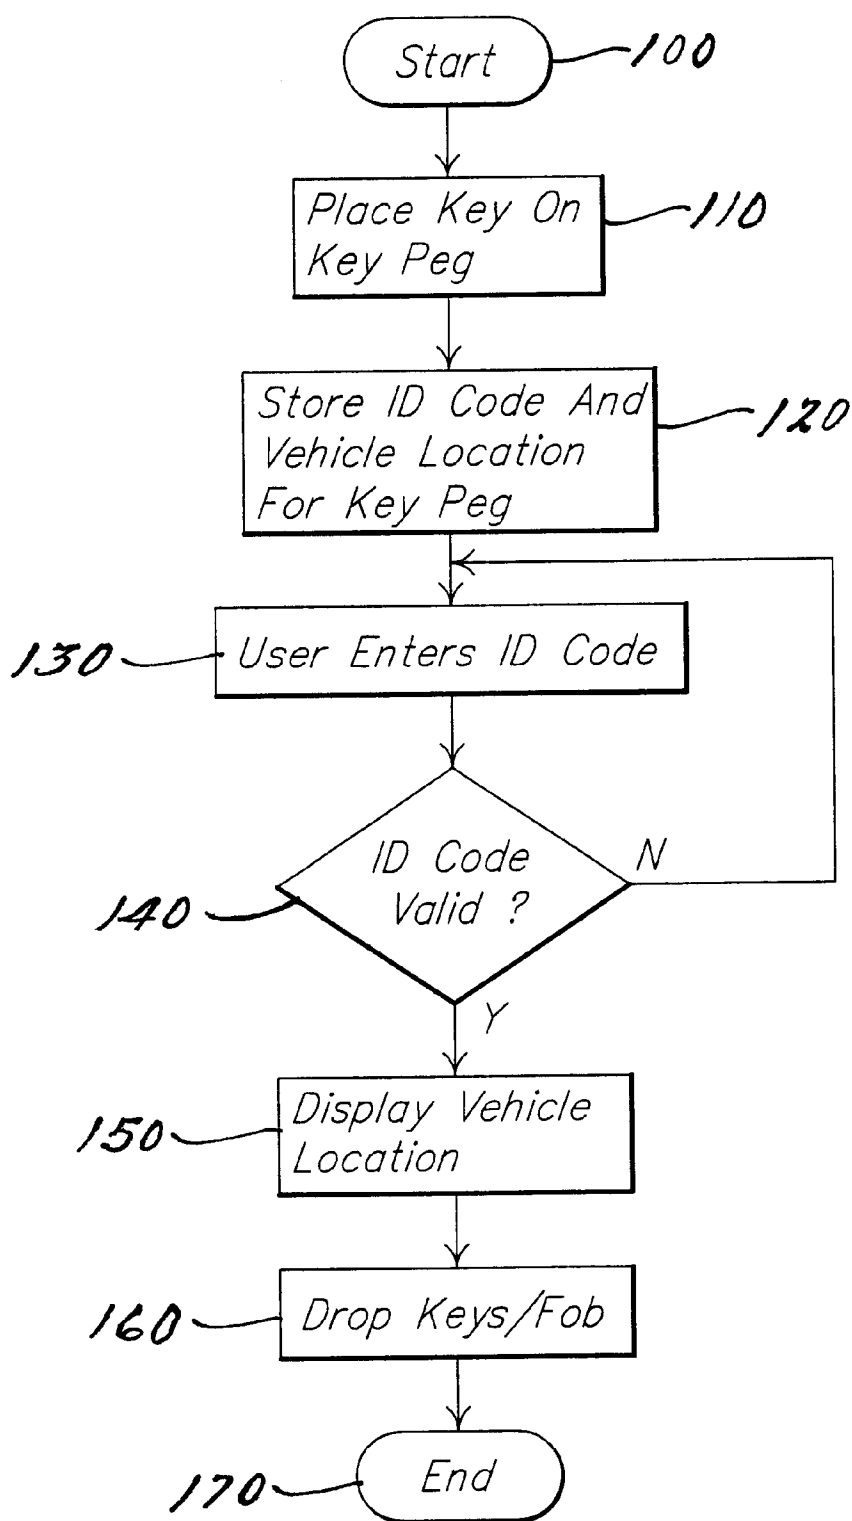 Start
100
Place Key On
Key Peg
110
Store ID Code And
Vehicle Location
For Key Peg
120
User Enters ID Code
130
ID Code
Valid ?
140
N
Y
Display Vehicle
Location
150
Drop Keys/Fob
160
End
170